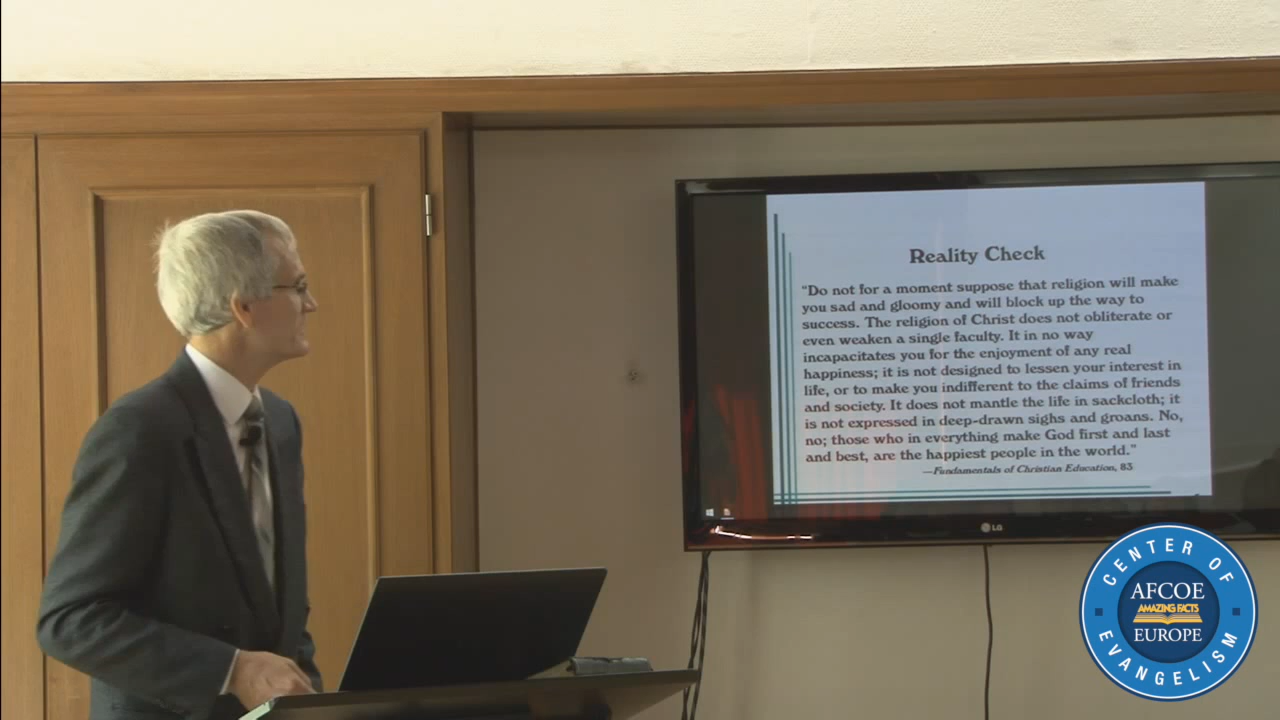 Reality Check
“Do not for a moment suppose that religion will make
you sad and gloomy and will block up the way to
success. The religion of Christ does not obliterate or
even weaken a single faculty. It in no way
incapacitates you for the enjoyment of any real
happiness; it is not designed to lessen your interest in
life, or to make you indifferent to the claims of friends
and society. It does not mantle the life in sackcloth; it
is not expressed in deep-drawn sighs and groans. No,
no; those who in everything make God first and last
and best, are the happiest people in the world.”
—Fundamentals of Christian Education, 83
LG
CENTER OF
AFCOE
AMAZING FACTS
EUROPE
EVANGELISM